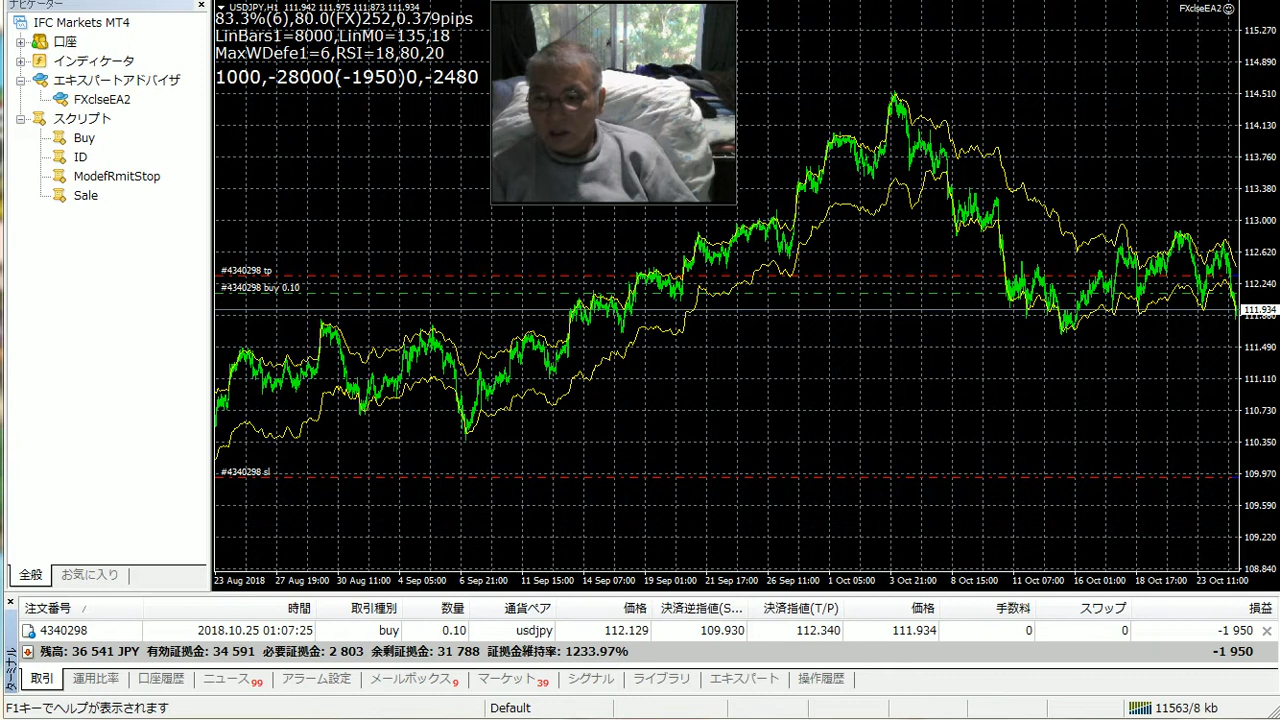 ナビゲーター
IFC Markets MT4
口座
インディケータ
エキスパートアドバイザ
FXclseEA2
スクリプト
Buy
ID
ModefRmitStop
Sale
全般
お気に入り
USDJPY,H1 111.942 111.975 111.873 111.934
83.3%(6),80.0(FX)252,0.379pips
LinBars1=8000,LinM0=135,18
MaxWDefe1=6,RSI=18,80,20
1000,-28000(-1950)0,-2480
FXclseEA2
#4340298 tp
#4340298 buy 0.10
#4340298 sl
115.270
114.890
114.510
114.130
113.760
113.380
113.000
112.620
112.240
111.934
111.490
111.110
110.730
110.350
109.970
109.590
109.220
108.840
23 Aug 2018 27 Aug 19:00 30 Aug 11:00 4 Sep 05:00 6 Sep 21:00 11 Sep 15:00 14 Sep 07:00 19 Sep 01:00 21 Sep 17:00 26 Sep 11:00 1 Oct 05:00 3 Oct 21:00 8 Oct 15:00 11 Oct 07:00 16 Oct 01:00 18 Oct 17:00 23 Oct 11:00
注文番号 / 時間 取引種別 数量 通貨ペア 価格 決済逆指値(S... 決済指値(T/P) 価格 手数料 スワップ 損益
4340298 2018.10.25 01:07:25 buy 0.10 usdjpy 112.129 109.930 112.340 111.934 0 0 -1 950
残高: 36 541 JPY 有効証拠金: 34 591 必要証拠金: 2 803 余剰証拠金: 31 788 証拠金維持率: 1233.97% -1 950
ターミナル
取引 運用比率 口座履歴 ニュース99 アラーム設定 メールボックス9 マーケット39 シグナル ライブラリ エキスパート 操作履歴
F1キーでヘルプが表示されます Default 11563/8 kb